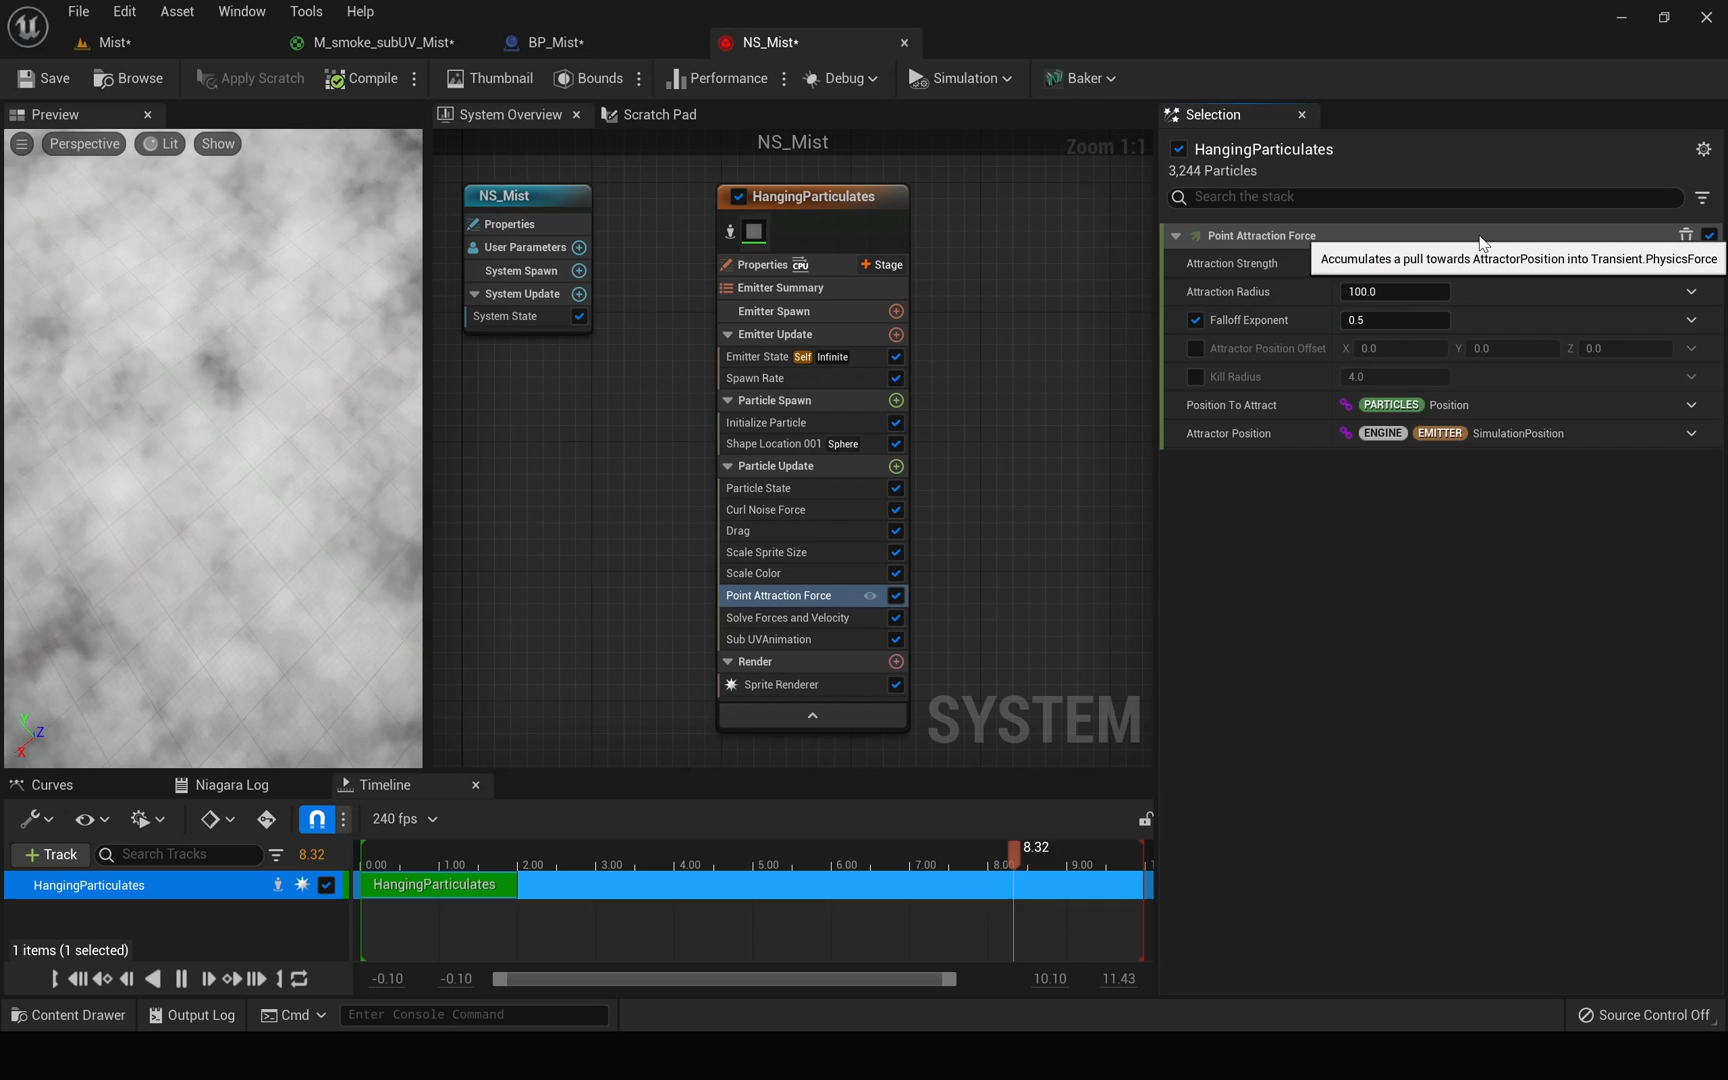 File Edit Asset Window Tools Help
Mist* M_smoke_subUV_Mist* BP_Mist* NS_Mist*
Save Browse Apply Scratch Compile Thumbnail Bounds Performance Debug Simulation Baker
Preview System Overview Scratch Pad Selection
Perspective Lit Show NS_Mist Zoom 1:1
HangingParticulates
3,244 Particles
Search the stack
NS_Mist
Properties
User Parameters
System Spawn
System Update
System State
HangingParticulates
Properties CPU Stage
Emitter Summary
Emitter Spawn
Emitter Update
Emitter State Self Infinite
Spawn Rate
Particle Spawn
Initialize Particle
Shape Location 001 Sphere
Particle Update
Particle State
Curl Noise Force
Drag
Scale Sprite Size
Scale Color
Point Attraction Force
Solve Forces and Velocity
Sub UVAnimation
Render
Sprite Renderer
SYSTEM
Point Attraction Force
Attraction Strength
Accumulates a pull towards AttractorPosition into Transient.PhysicsForce
Attraction Radius 100.0
Falloff Exponent 0.5
Attractor Position Offset X 0.0 Y 0.0 Z 0.0
Kill Radius 4.0
Position To Attract PARTICLES Position
Attractor Position ENGINE EMITTER SimulationPosition
Y
Z
X
Curves Niagara Log Timeline
240 fps
Track Search Tracks 8.32
8.32
0.00 1.00 2.00 3.00 4.00 5.00 6.00 7.00 8.0 9.00 1
HangingParticulates HangingParticulates
1 items (1 selected)
-0.10 -0.10 10.10 11.43
Content Drawer Output Log Cmd Enter Console Command Source Control Off